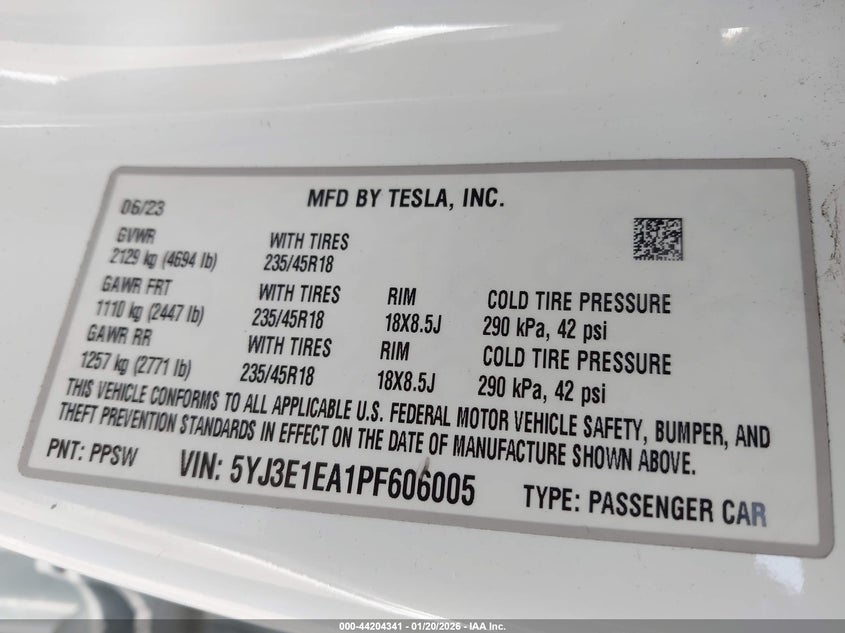 06/23 MFD BY TESLA, INC.
GVWR WITH TIRES
2129 kg (4694 lb) 235/45R18
GAWR FRT WITH TIRES RIM COLD TIRE PRESSURE
1110 kg (2447 lb) 235/45R18 18X8.5J 290 kPa, 42 psi
GAWR RR WITH TIRES RIM COLD TIRE PRESSURE
1257 kg (2771 lb) 235/45R18 18X8.5J 290 kPa, 42 psi
THIS VEHICLE CONFORMS TO ALL APPLICABLE U.S. FEDERAL MOTOR VEHICLE SAFETY, BUMPER, AND
THEFT PREVENTION STANDARDS IN EFFECT ON THE DATE OF MANUFACTURE SHOWN ABOVE.
PNT: PPSW VIN: 5YJ3E1EA1PF606005 TYPE: PASSENGER CAR
000-44204341 - 01/20/2026 - IAA Inc.